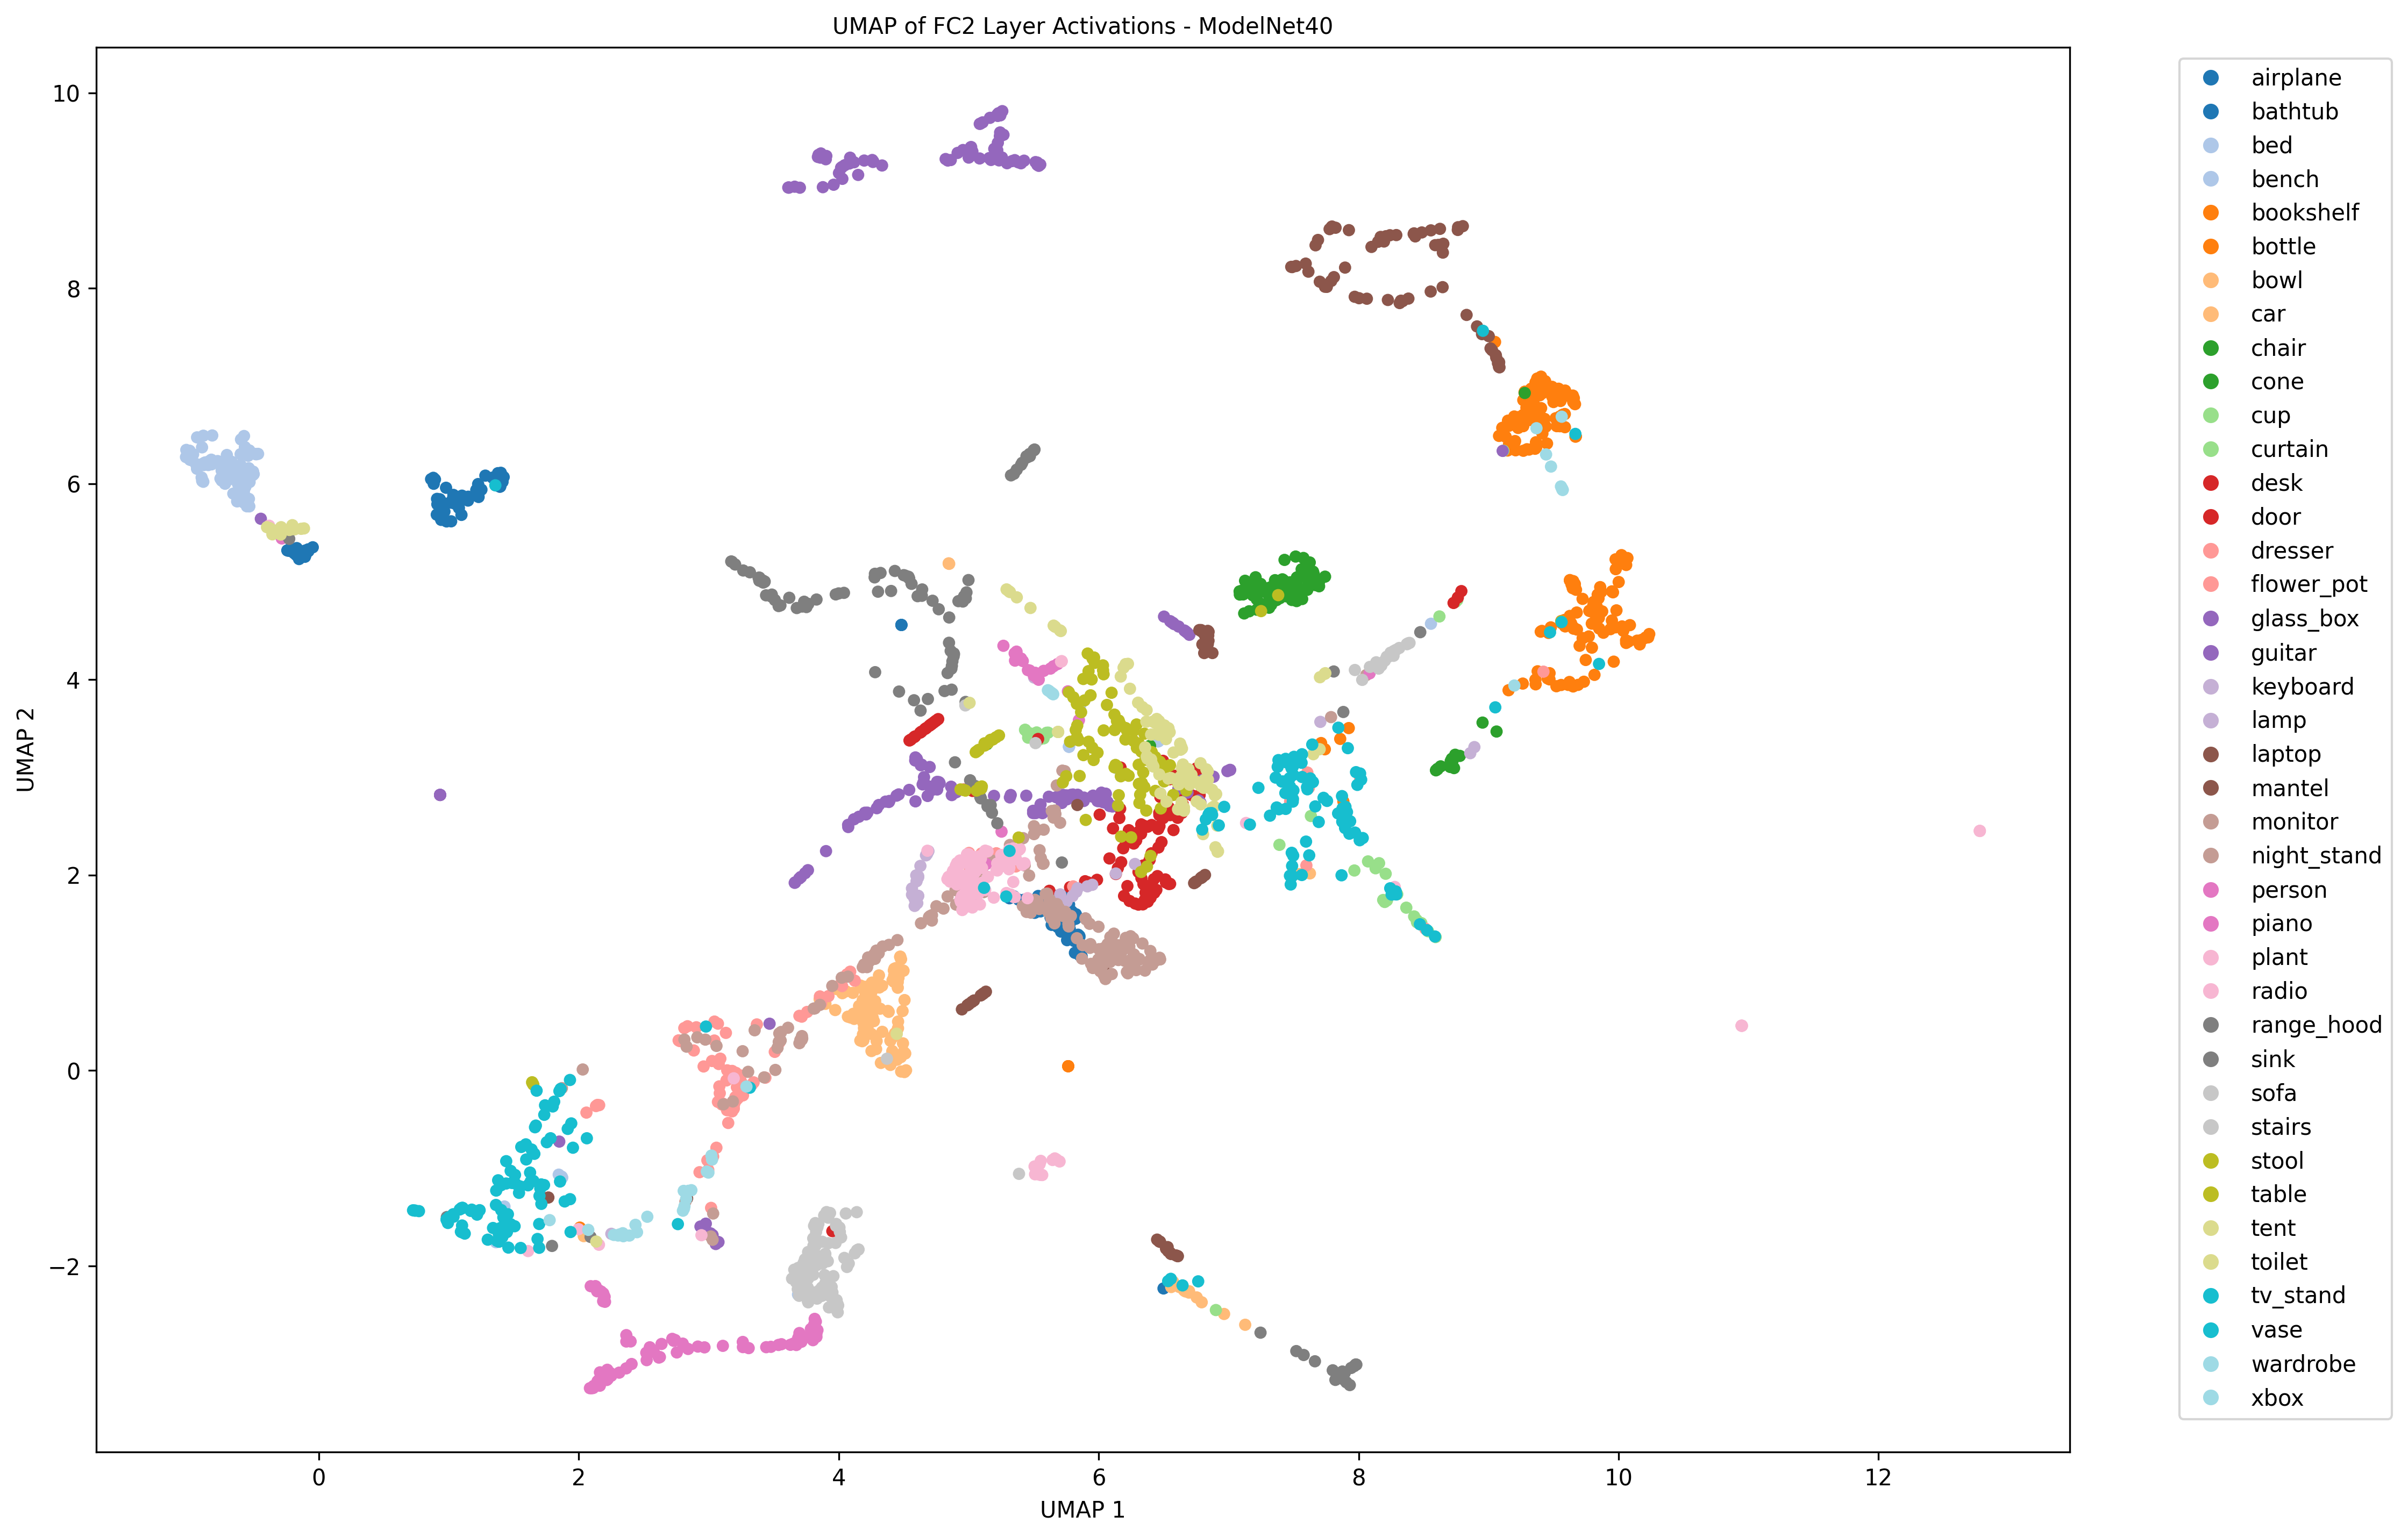 UMAP of FC2 Layer Activations - ModelNet40
10
8
6
4
2
0
−2
UMAP 2
0 2 4 6 8 10 12
UMAP 1
airplane
bathtub
bed
bench
bookshelf
bottle
bowl
car
chair
cone
cup
curtain
desk
door
dresser
flower_pot
glass_box
guitar
keyboard
lamp
laptop
mantel
monitor
night_stand
person
piano
plant
radio
range_hood
sink
sofa
stairs
stool
table
tent
toilet
tv_stand
vase
wardrobe
xbox